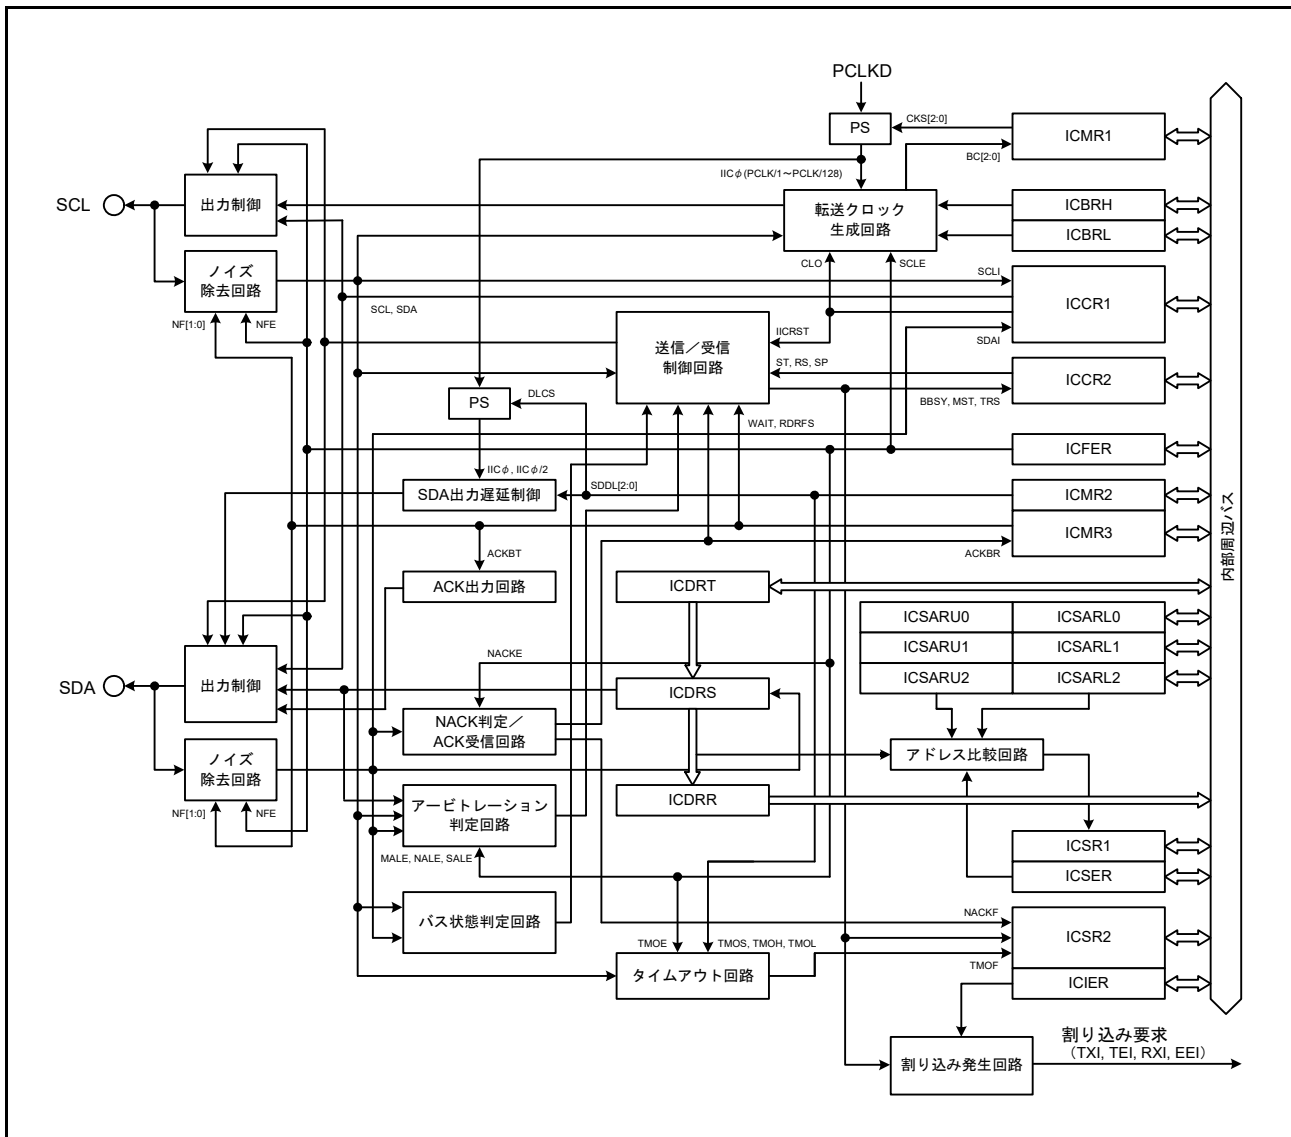 PCLKD
PS
CKS[2:0]
ICMR1
BC[2:0]
IICφ(PCLK/1～PCLK/128)
SCL
出力制御
転送クロック
生成回路
ICBRH
ICBRL
ノイズ
除去回路
CLO
SCLE
SCLI
ICCR1
SCL, SDA
NF[1:0]
NFE
IICRST
SDAI
送信／受信
制御回路
ST, RS, SP
ICCR2
BBSY, MST, TRS
PS
DLCS
WAIT, RDRFS
ICFER
IICφ, IICφ/2
SDA出力遅延制御
SDDL[2:0]
ICMR2
ICMR3
ACKBT
ACKBR
内部周辺バス
ACK出力回路
ICDRT
ICSARU0
ICSARL0
ICSARU1
ICSARL1
ICSARU2
ICSARL2
NACKE
SDA
出力制御
ICDRS
NACK判定／
ACK受信回路
アドレス比較回路
ノイズ
除去回路
NF[1:0]
NFE
アービトレーション
判定回路
ICDRR
MALE, NALE, SALE
ICSR1
ICSER
バス状態判定回路
NACKF
ICSR2
TMOE
TMOS, TMOH, TMOL
TMOF
タイムアウト回路
ICIER
割り込み発生回路
割り込み要求
（TXI, TEI, RXI, EEI）